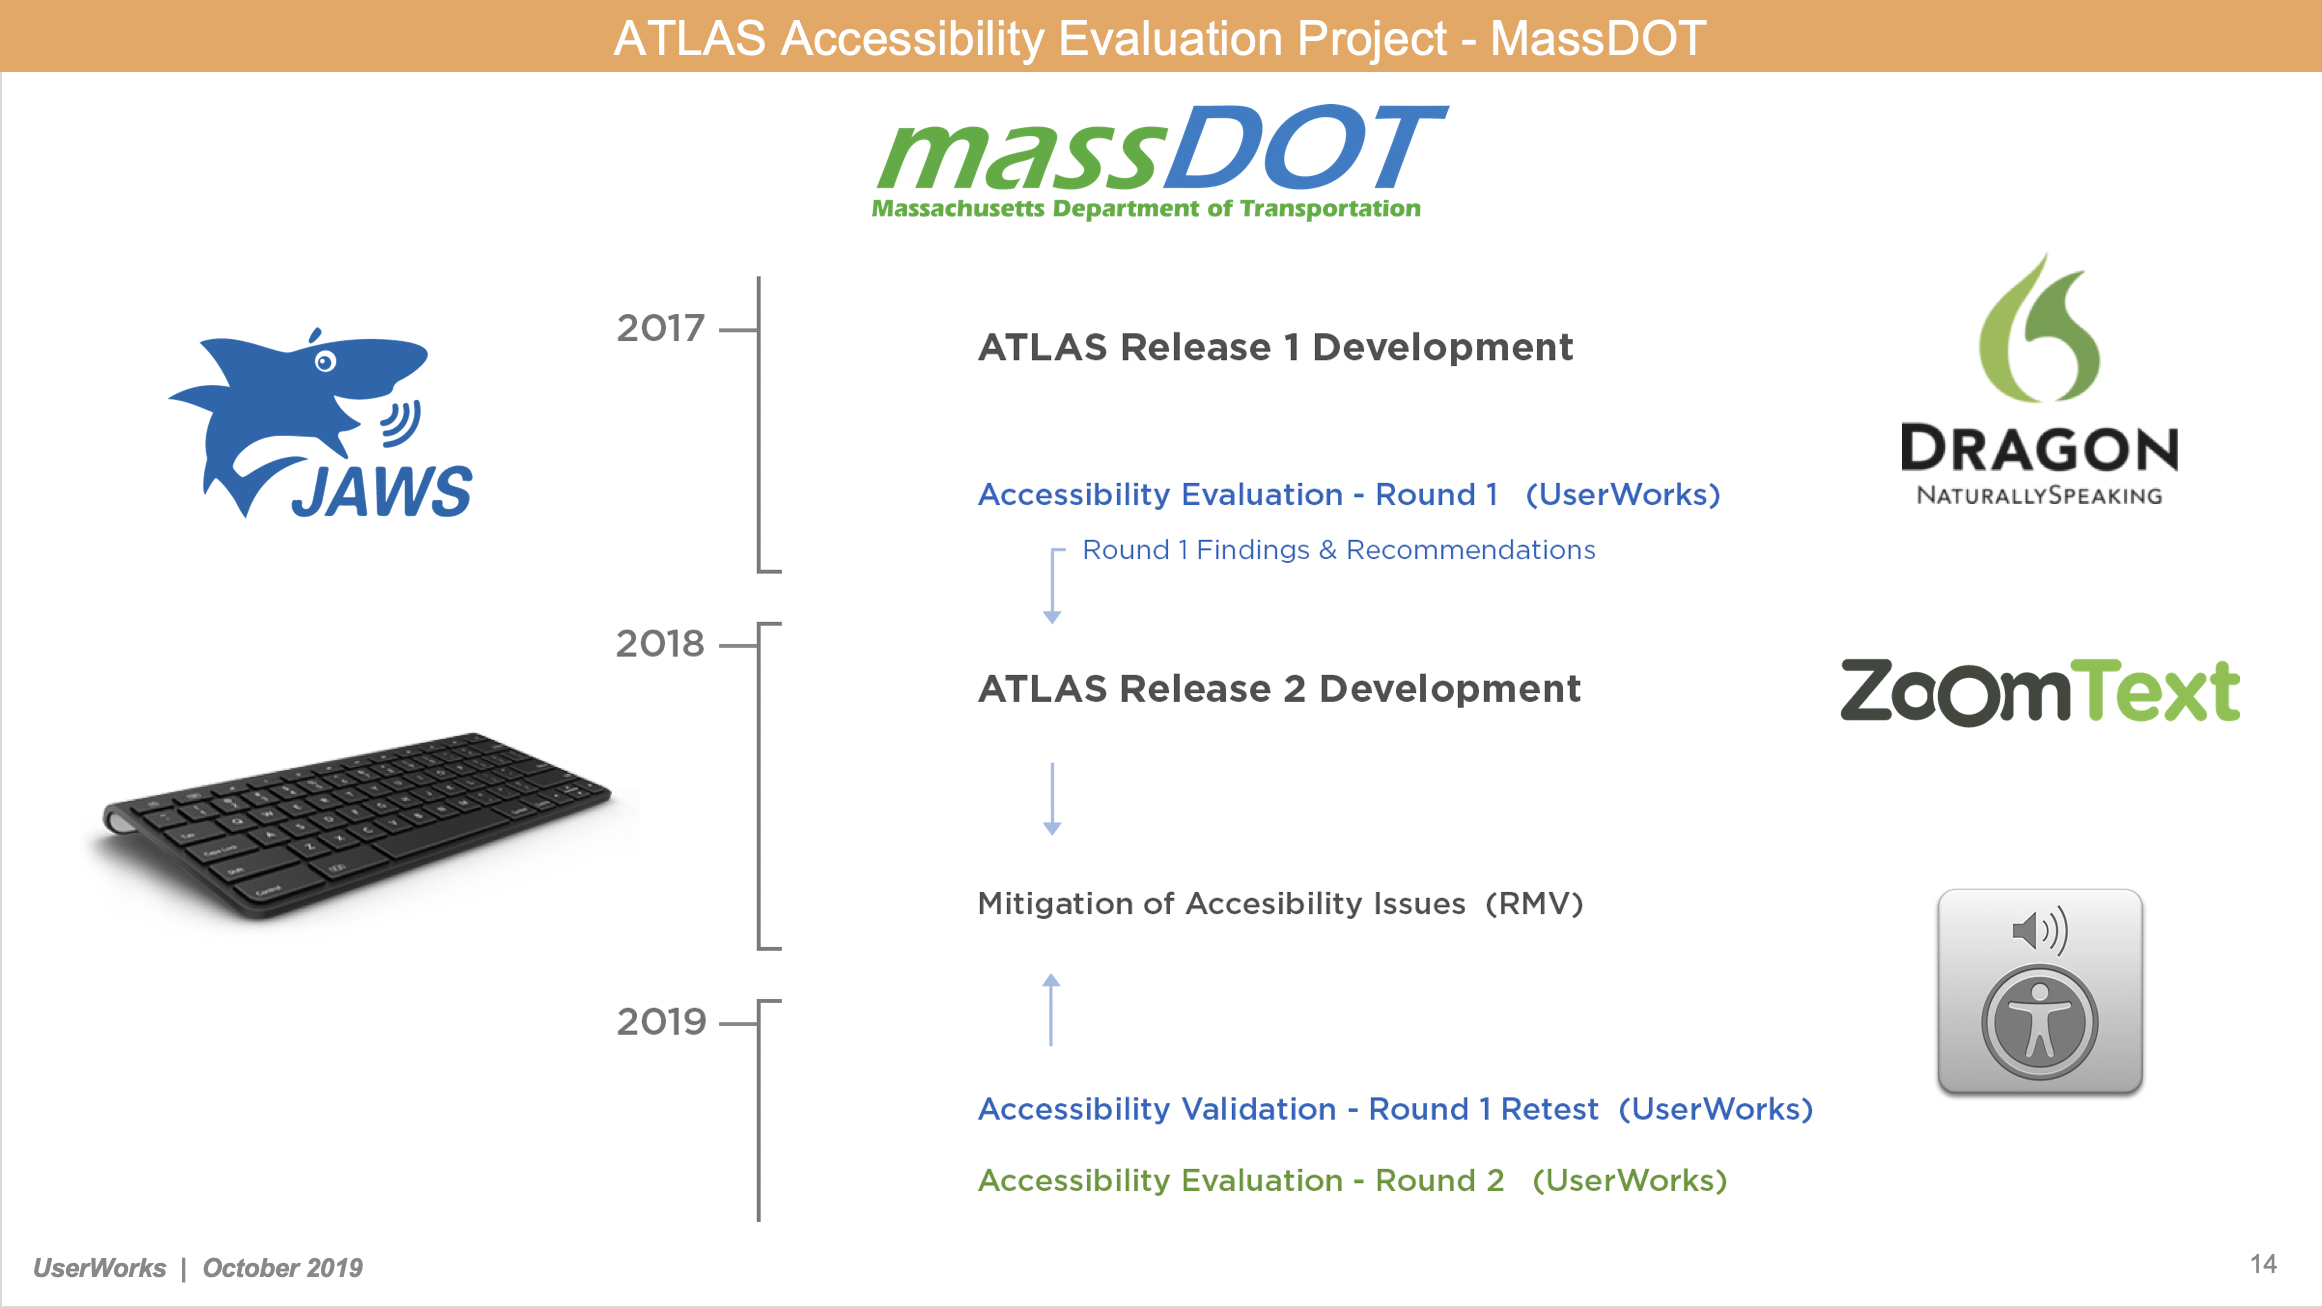 ATLAS Accessibility Evaluation Project - MassDOT
massDOT
Massachusetts Department of Transportation
JAWS
DRAGON
NATURALLYSPEAKING
ZoomText
2017
ATLAS Release 1 Development
Accessibility Evaluation - Round 1 (UserWorks)
Round 1 Findings & Recommendations
2018
ATLAS Release 2 Development
Mitigation of Accesibility Issues (RMV)
2019
Accessibility Validation - Round 1 Retest (UserWorks)
Accessibility Evaluation - Round 2 (UserWorks)
UserWorks | October 2019
14